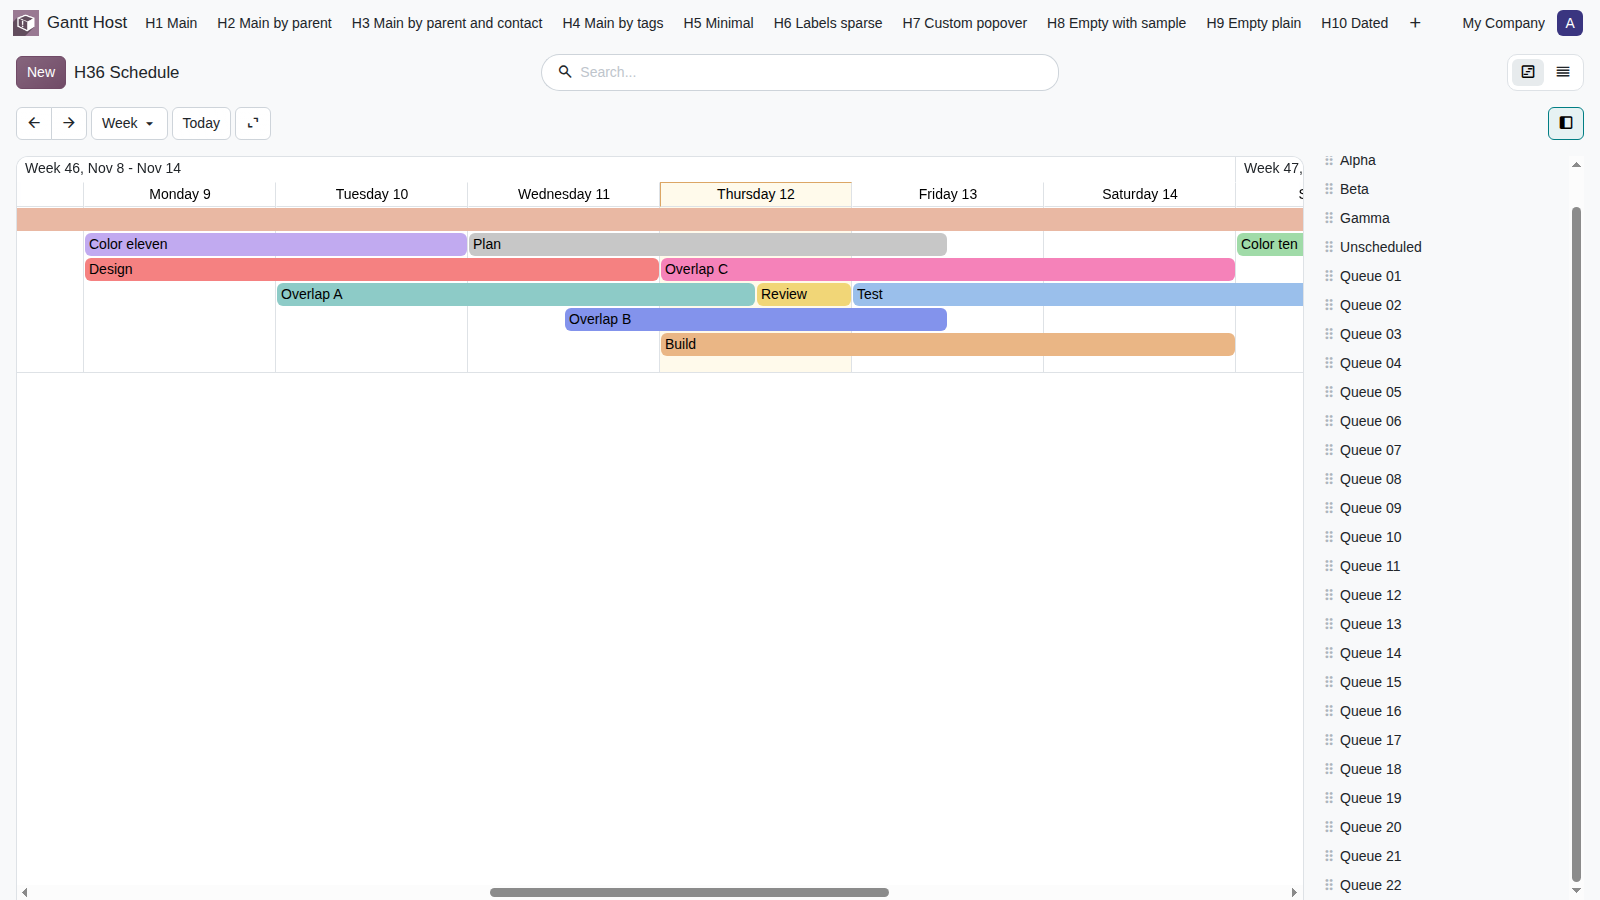 Gantt Host H1 Main H2 Main by parent H3 Main by parent and contact H4 Main by tags H5 Minimal H6 Labels sparse H7 Custom popover H8 Empty with sample H9 Empty plain H10 Dated + My Company A
New H36 Schedule Search...
Week Today
Week 46, Nov 8 - Nov 14 Week 47,
Monday 9 Tuesday 10 Wednesday 11 Thursday 12 Friday 13 Saturday 14
Color eleven Plan Color ten
Design Overlap C
Overlap A Review Test
Overlap B
Build
Alpha
Beta
Gamma
Unscheduled
Queue 01
Queue 02
Queue 03
Queue 04
Queue 05
Queue 06
Queue 07
Queue 08
Queue 09
Queue 10
Queue 11
Queue 12
Queue 13
Queue 14
Queue 15
Queue 16
Queue 17
Queue 18
Queue 19
Queue 20
Queue 21
Queue 22